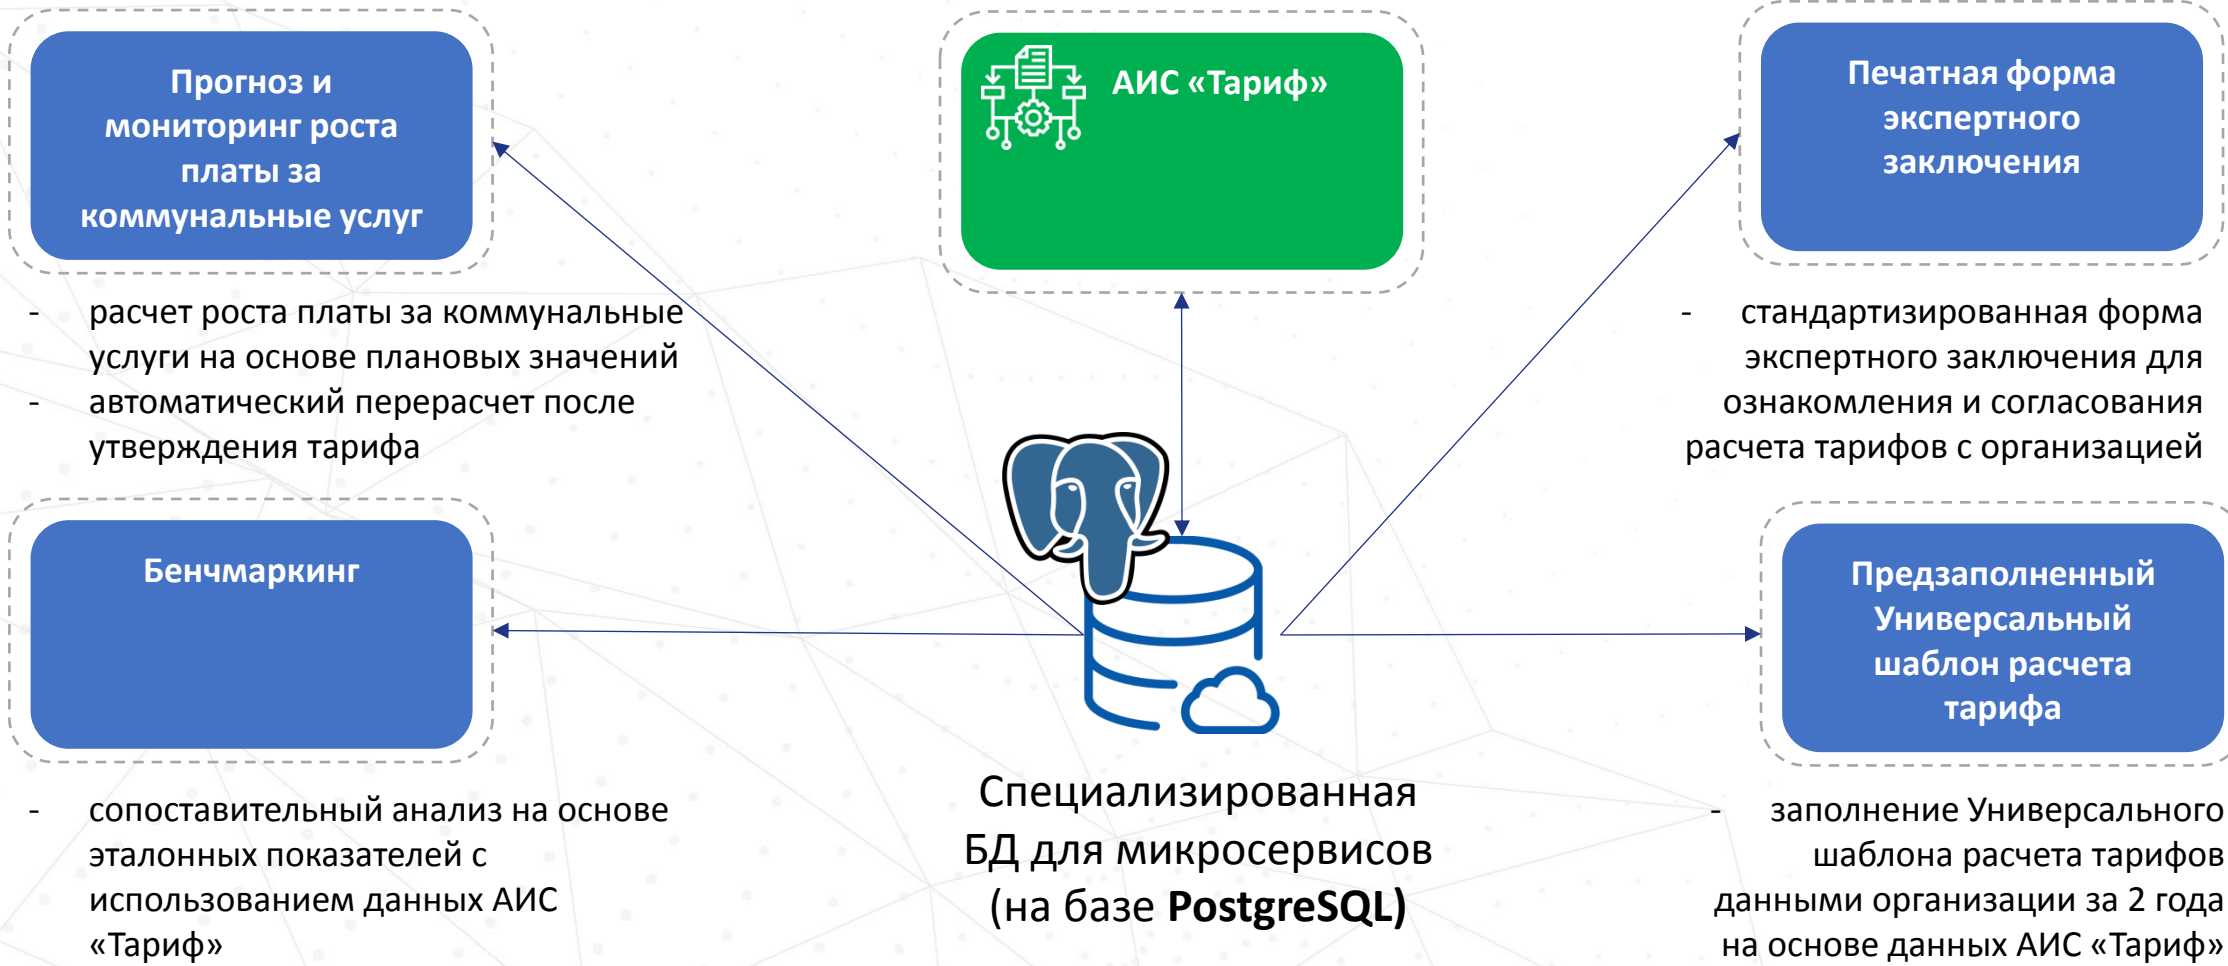 Прогноз и
мониторинг роста
платы за
коммунальные услуг
- расчет роста платы за коммунальные
услуги на основе плановых значений
- автоматический перерасчет после
утверждения тарифа
Бенчмаркинг
- сопоставительный анализ на основе
эталонных показателей с
использованием данных АИС
«Тариф»
АИС «Тариф»
Специализированная
БД для микросервисов
(на базе PostgreSQL)
Печатная форма
экспертного
заключения
- стандартизированная форма
экспертного заключения для
ознакомления и согласования
расчета тарифов с организацией
Предзаполненный
Универсальный
шаблон расчета
тарифа
- заполнение Универсального
шаблона расчета тарифов
данными организации за 2 года
на основе данных АИС «Тариф»